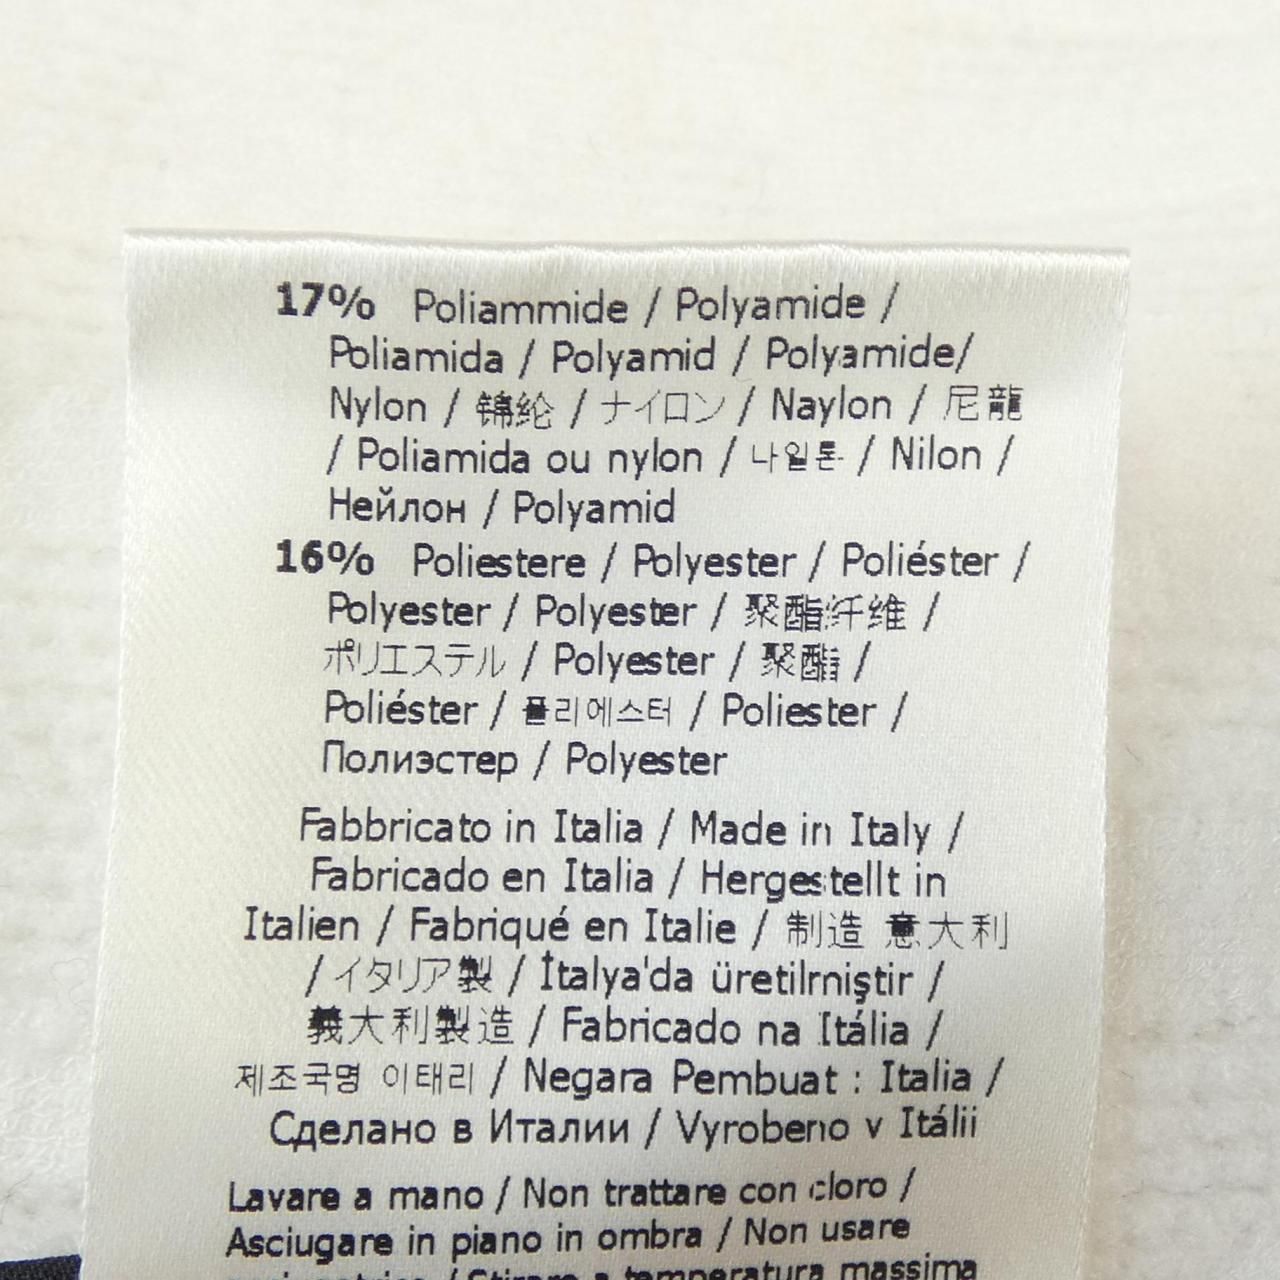 17% Poliammide / Polyamide /
Poliamida / Polyamid / Polyamide/
Nylon / 锦纶 / ナイロン / Naylon / 尼龍
/ Poliamida ou nylon / 나일론 / Nilon /
Нейлон / Polyamid
16% Poliestere / Polyester / Poliéster /
Polyester / Polyester / 聚酯纤维 /
ポリエステル / Polyester / 聚酯 /
Poliéster / 폴리에스터 / Poliester /
Полиэстер / Polyester
Fabbricato in Italia / Made in Italy /
Fabricado en Italia / Hergestellt in
Italien / Fabriqué en Italie / 制造 意大利
/ イタリア製 / İtalya'da üretilmiştir /
義大利製造 / Fabricado na Itália /
제조국명 이태리 / Negara Pembuat : Italia /
Сделано в Италии / Vyrobeno v Itálii
Lavare a mano / Non trattare con cloro /
Asciugare in piano in ombra / Non usare
/ Stirare a temperatura massima